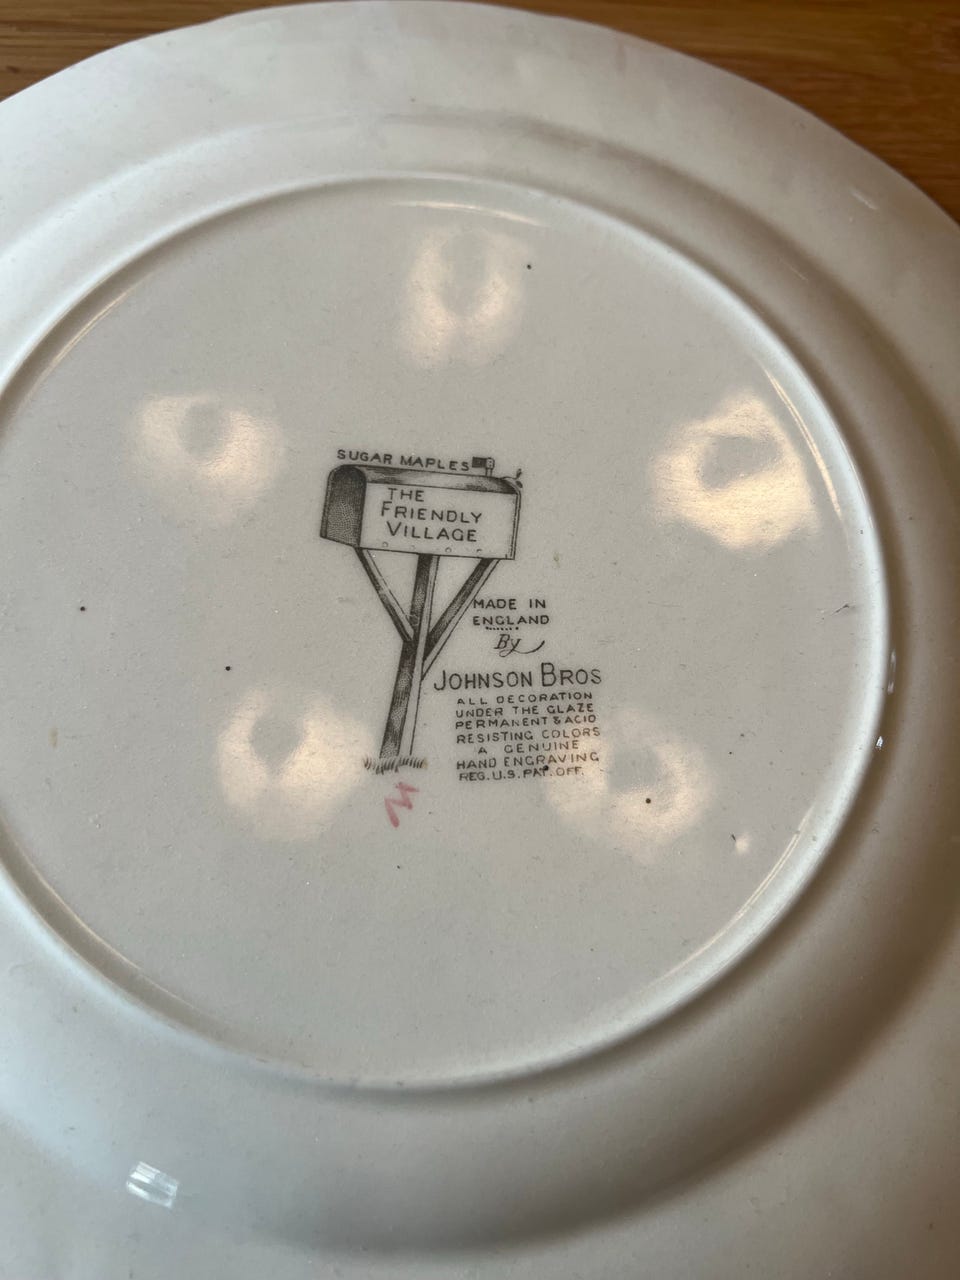 SUGAR MAPLES
THE
FRIENDLY
VILLAGE
MADE IN
ENGLAND
By
JOHNSON BROS
ALL DECORATION
UNDER THE GLAZE
PERMANENT & ACID
RESISTING COLORS
A GENUINE
HAND ENGRAVING
REG. U.S. PAT. OFF.